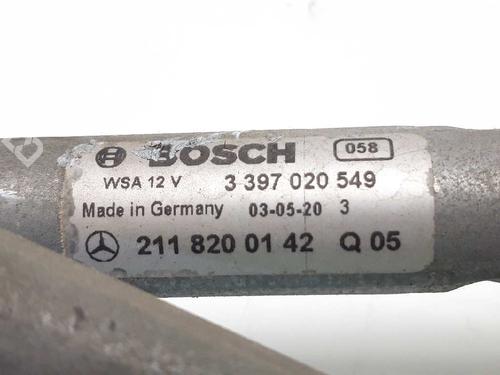 BOSCH 058
WSA 12 V 3 397 020 549
Made in Germany 03-05-20 3
211 820 01 42 Q 05